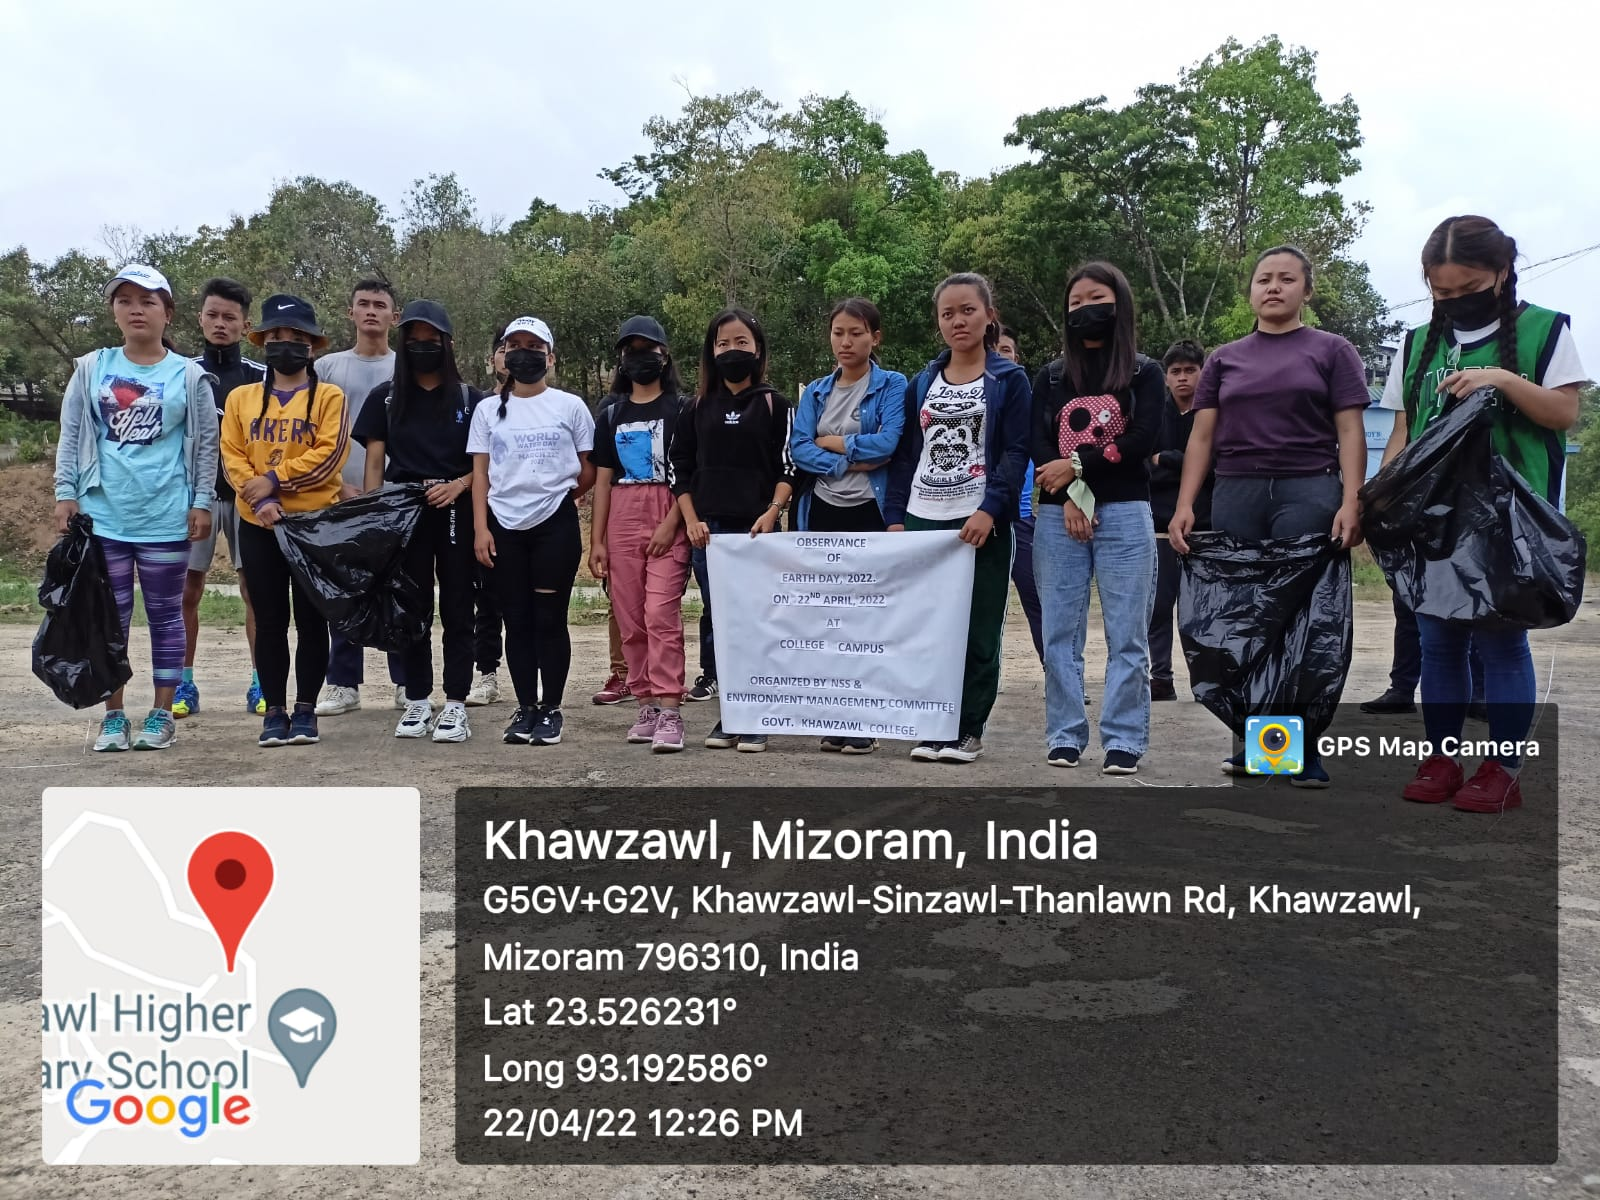 Hell
Yeah
LAKERS
WORLD
WATER DAY
MARCH 22
2022
adidas
OBSERVANCE
OF
EARTH DAY, 2022.
ON 22ND APRIL, 2022
AT
COLLEGE CAMPUS
ORGANIZED BY NSS &
ENVIRONMENT MANAGEMENT COMMITTEE
GOVT. KHAWZAWL COLLEGE,
GPS Map Camera
awl Higher
ary School
Google
Khawzawl, Mizoram, India
G5GV+G2V, Khawzawl-Sinzawl-Thanlawn Rd, Khawzawl,
Mizoram 796310, India
Lat 23.526231°
Long 93.192586°
22/04/22 12:26 PM